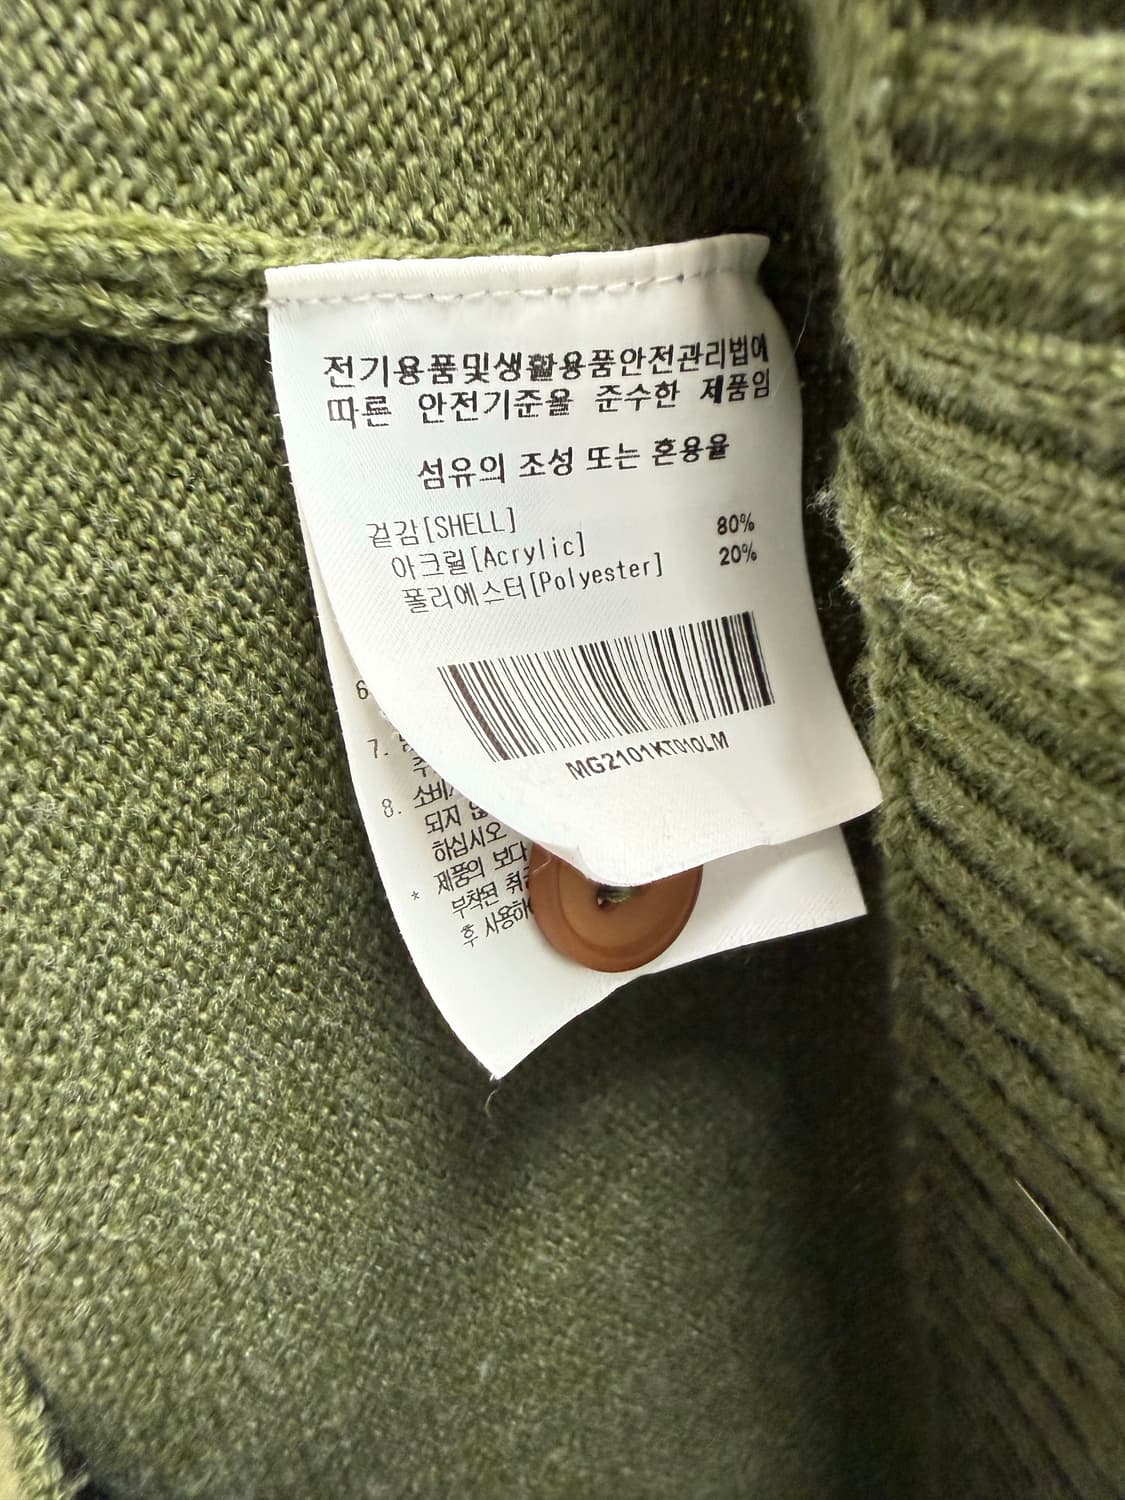 전기용품및생활용품안전관리법에
따른 안전기준을 준수한 제품임
섬유의 조성 또는 혼용율
겉감[SHELL]
아크릴[Acrylic] 80%
폴리에스터[Polyester] 20%
MG2101KT010LM
6
7.
8.
되지
하십시오
* 제품의 보다
부착된
후